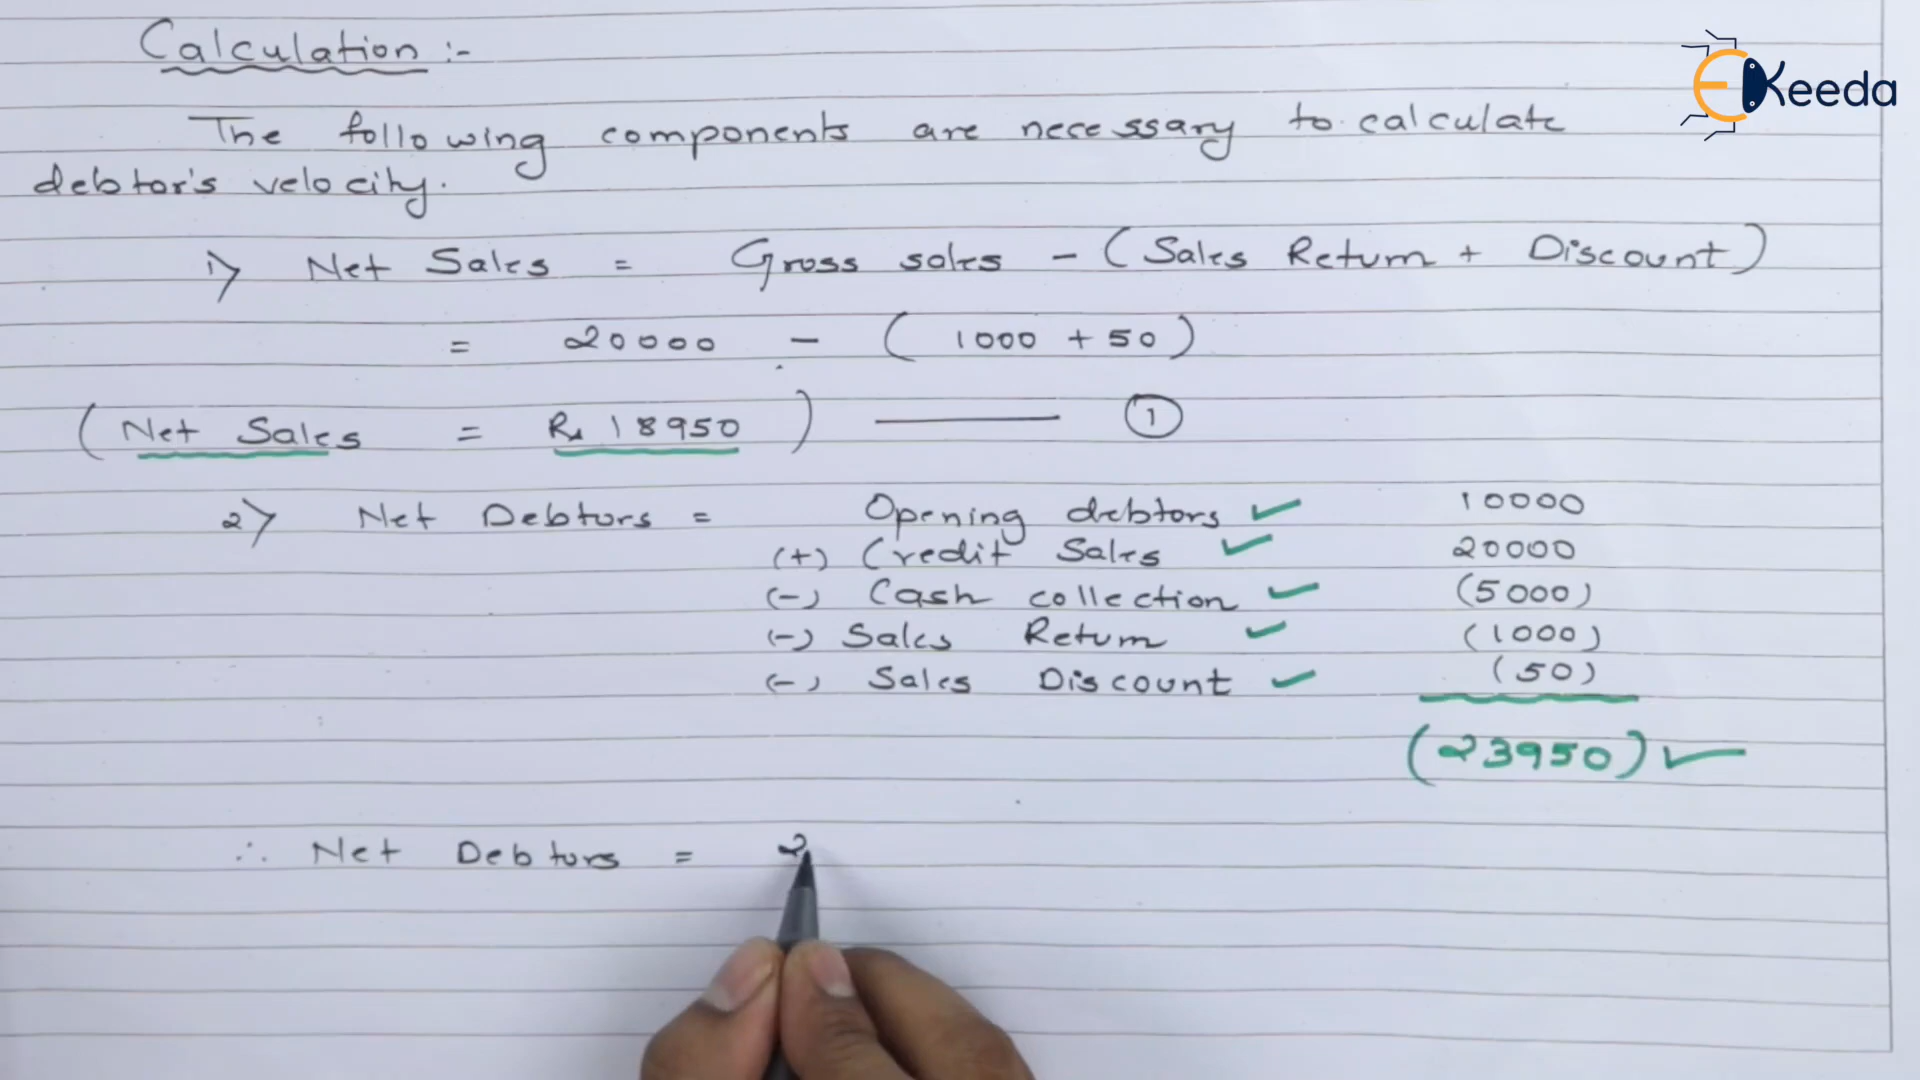 Calculation :-
EKeeda
The following components are necessary to calculate
debtor's velocity.
1) Net Sales = Gross sales - (Sales Return + Discount)
= 20000 - (1000 + 50)
(Net Sales = Rs 18950) ——— 1
2) Net Debtors = Opening debtors ✓ 10000
(+) Credit Sales ✓ 20000
(-) Cash collection ✓ (5000)
(-) Sales Return ✓ (1000)
(-) Sales Discount ✓ (50)
(23950) ✓
∴ Net Debtors = 2